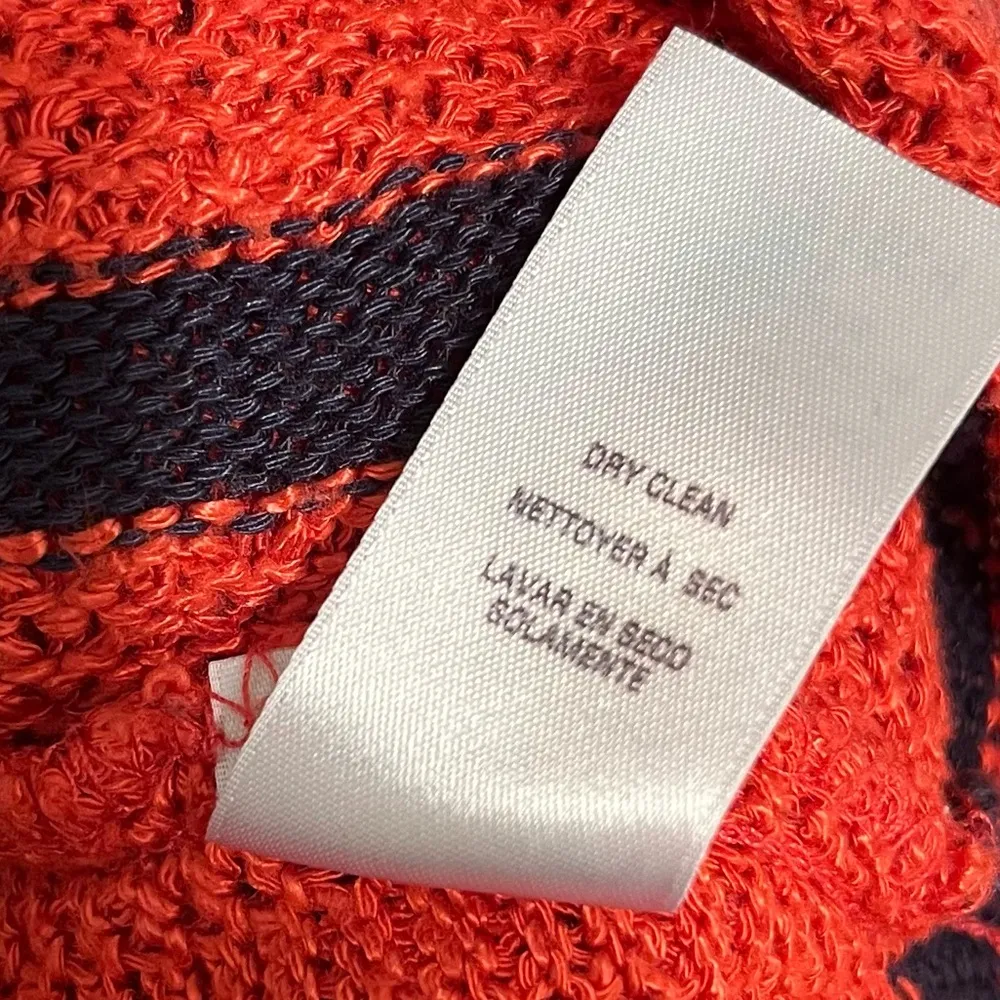 DRY CLEAN
NETTOYER À SEC
LAVAR EN SECO
SOLAMENTE